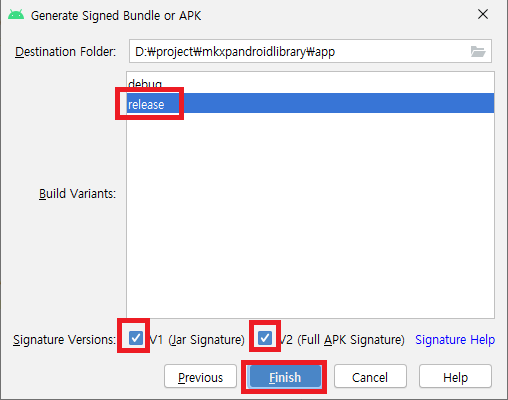 Generate Signed Bundle or APK
Destination Folder: D:₩project₩mkxpandroidlibrary₩app
debug
release
Build Variants:
Signature Versions: V1 (Jar Signature) V2 (Full APK Signature) Signature Help
Previous Finish Cancel Help